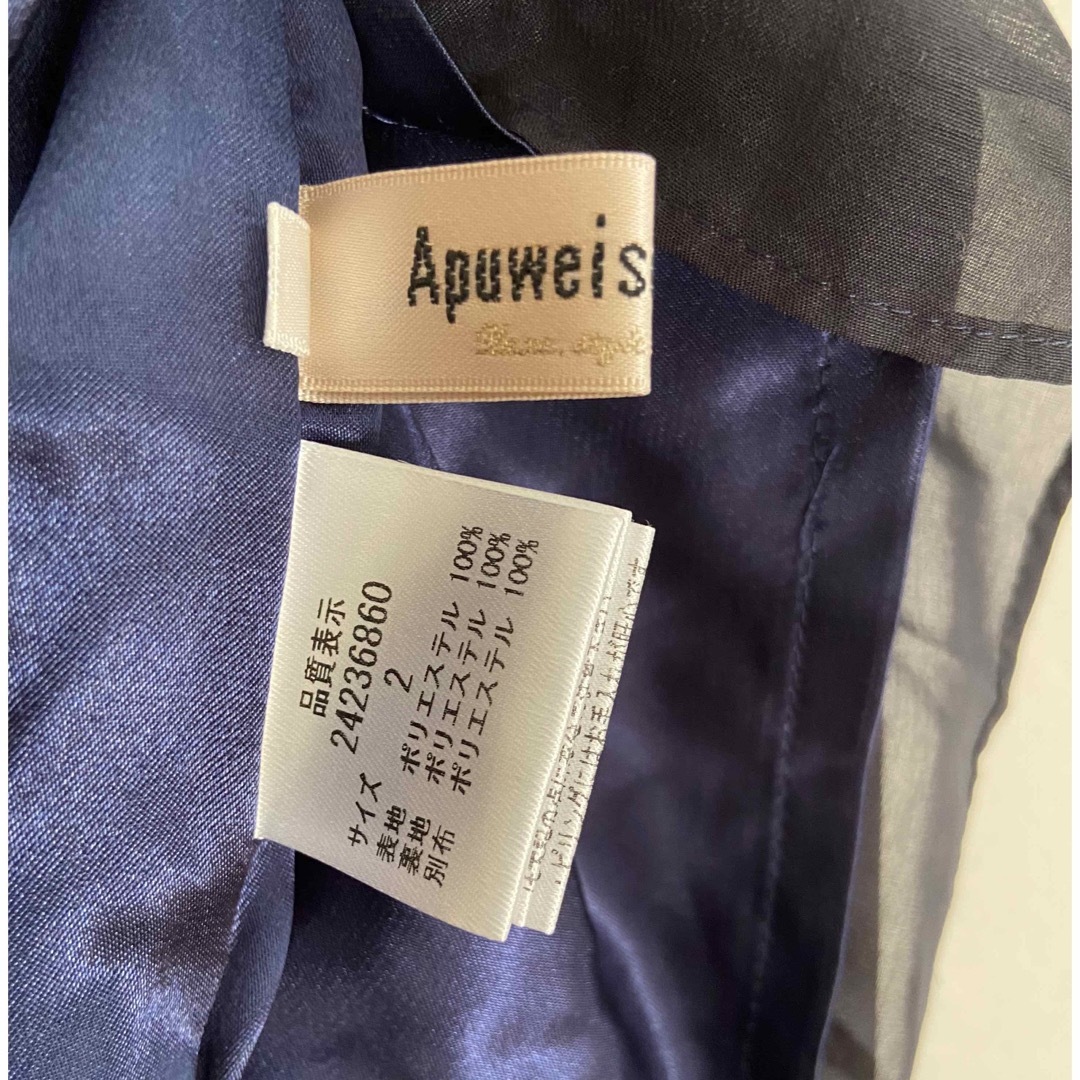 Apuweis
品質表示
24236860
サイズ 2
表地 ポリエステル 100%
裏地 ポリエステル 100%
別布 ポリエステル 100%